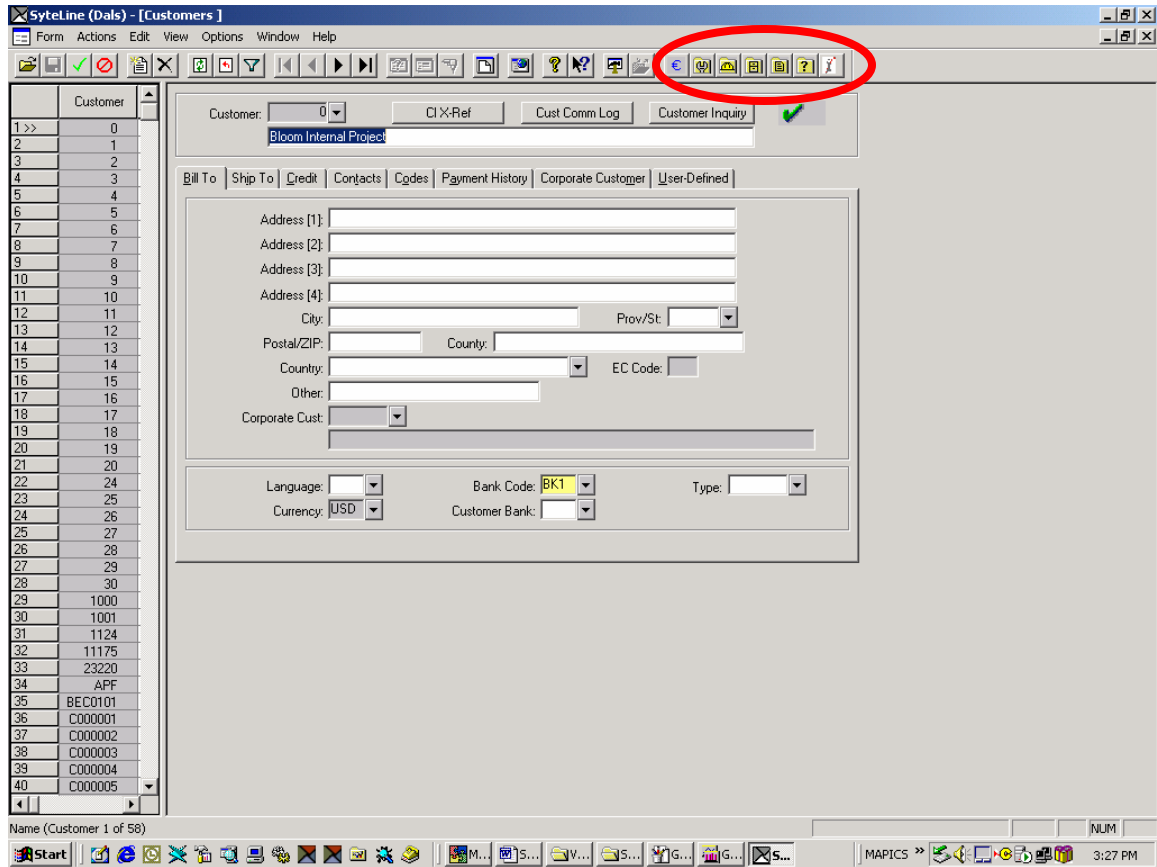 SyteLine (Dals) - [Customers ]
Form Actions Edit View Options Window Help
Customer
1 >> 0
2 1
3 2
4 3
5 4
6 5
7 6
8 7
9 8
10 9
11 10
12 11
13 12
14 13
15 14
16 15
17 16
18 17
19 18
20 19
21 20
22 24
23 25
24 26
25 27
26 28
27 29
28 30
29 1000
30 1001
31 1124
32 11175
33 23220
34 APF
35 BEC0101
36 C000001
37 C000002
38 C000003
39 C000004
40 C000005
Customer: 0 CI X-Ref Cust Comm Log Customer Inquiry
Bloom Internal Project
Bill To Ship To Credit Contacts Codes Payment History Corporate Customer User-Defined
Address [1]:
Address [2]:
Address [3]:
Address [4]:
City: Prov/St:
Postal/ZIP: County:
Country: EC Code:
Other:
Corporate Cust:
Language: Bank Code: BK1 Type:
Currency: USD Customer Bank:
Name (Customer 1 of 58) NUM
Start M... S... V... S... G... G... S... MAPICS » 3:27 PM